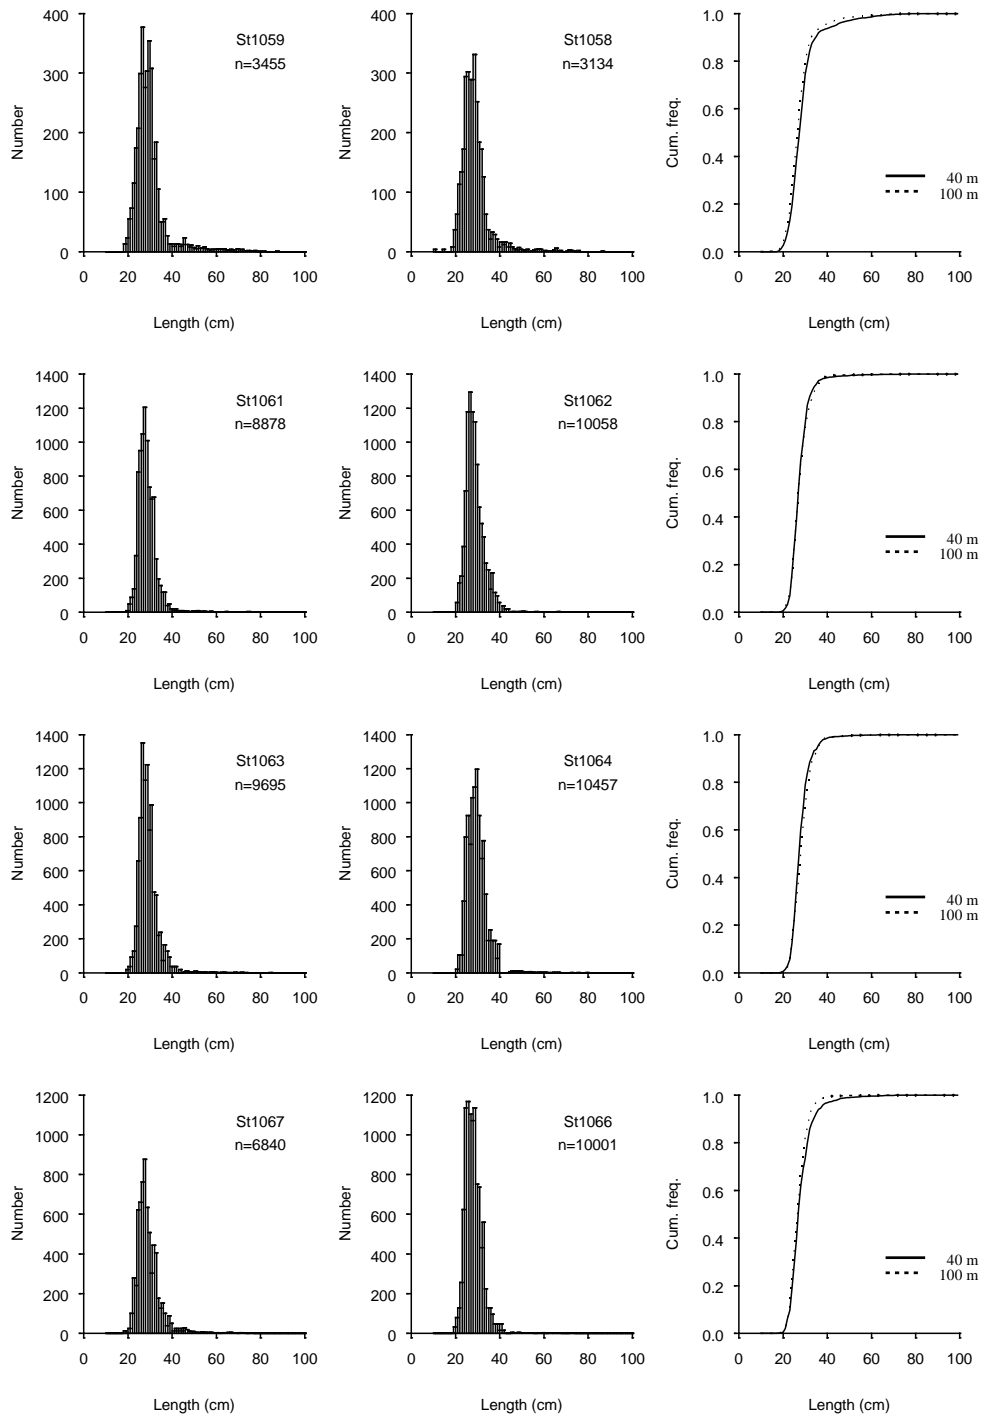 400
300
200
100
0
Number
St1059
n=3455
0 20 40 60 80 100
Length (cm)
400
300
200
100
0
Number
St1058
n=3134
0 20 40 60 80 100
Length (cm)
1.0
0.8
0.6
0.4
0.2
0.0
Cum. freq.
40 m
100 m
0 20 40 60 80 100
Length (cm)
1400
1200
1000
800
600
400
200
0
Number
St1061
n=8878
0 20 40 60 80 100
Length (cm)
1400
1200
1000
800
600
400
200
0
Number
St1062
n=10058
0 20 40 60 80 100
Length (cm)
1.0
0.8
0.6
0.4
0.2
0.0
Cum. freq.
40 m
100 m
0 20 40 60 80 100
Length (cm)
1400
1200
1000
800
600
400
200
0
Number
St1063
n=9695
0 20 40 60 80 100
Length (cm)
1400
1200
1000
800
600
400
200
0
Number
St1064
n=10457
0 20 40 60 80 100
Length (cm)
1.0
0.8
0.6
0.4
0.2
0.0
Cum. freq.
40 m
100 m
0 20 40 60 80 100
Length (cm)
1200
1000
800
600
400
200
0
Number
St1067
n=6840
0 20 40 60 80 100
Length (cm)
1200
1000
800
600
400
200
0
Number
St1066
n=10001
0 20 40 60 80 100
Length (cm)
1.0
0.8
0.6
0.4
0.2
0.0
Cum. freq.
40 m
100 m
0 20 40 60 80 100
Length (cm)